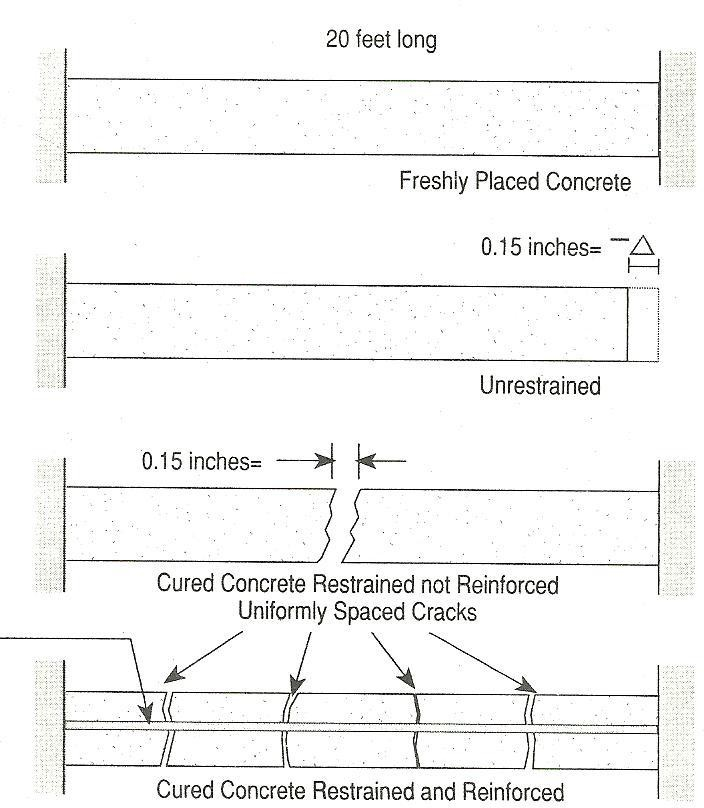 20 feet long
Freshly Placed Concrete
0.15 inches= −△
Unrestrained
0.15 inches=
Cured Concrete Restrained not Reinforced
Uniformly Spaced Cracks
Cured Concrete Restrained and Reinforced